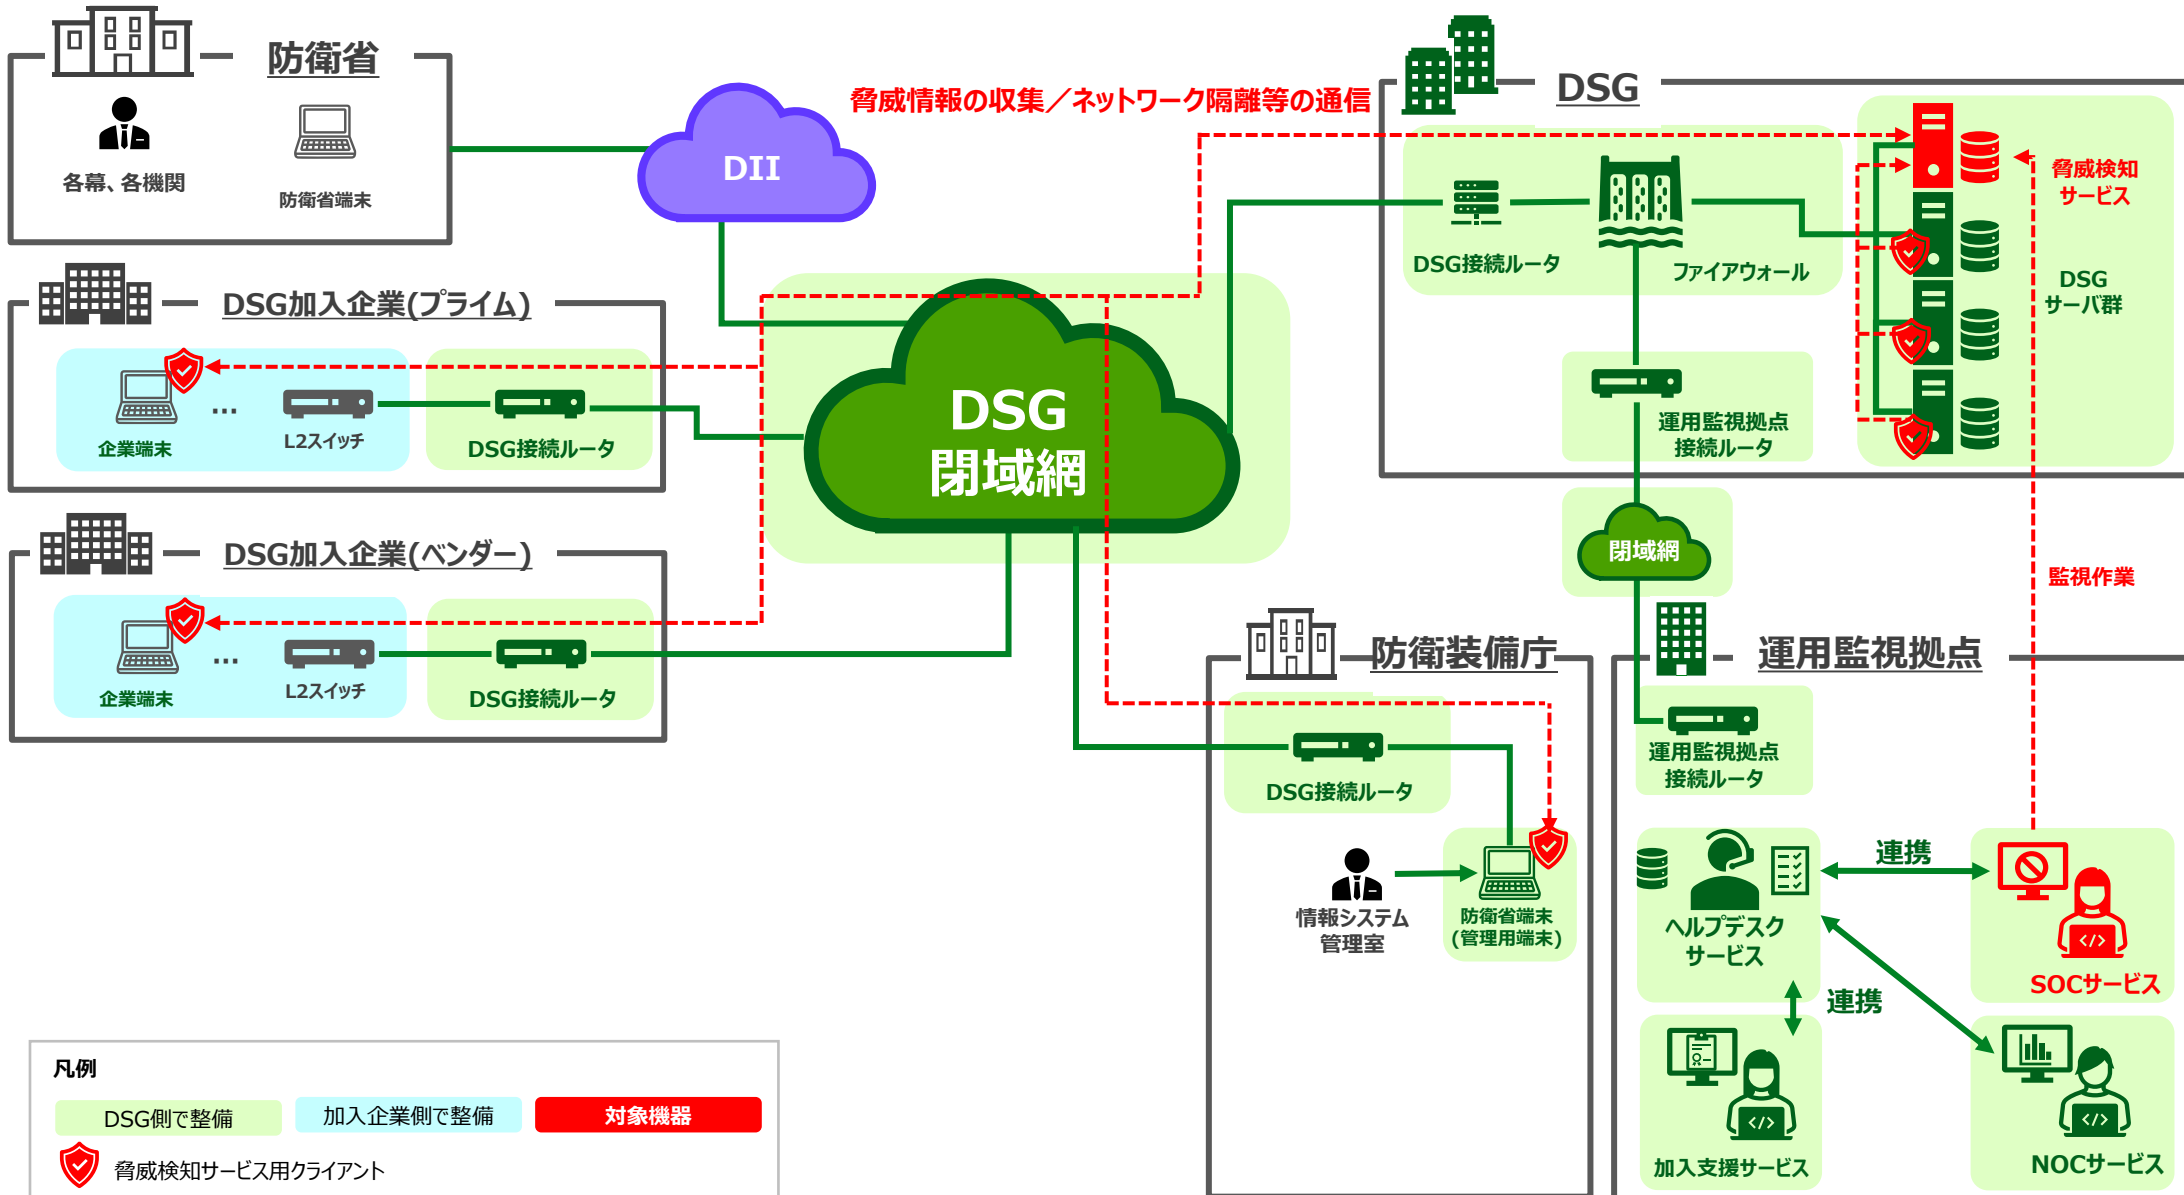 防衛省
各幕、各機関
防衛省端末
DII
脅威情報の収集／ネットワーク隔離等の通信
DSG
DSG接続ルータ
ファイアウォール
脅威検知
サービス
DSG
サーバ群
運用監視拠点
接続ルータ
DSG加入企業(プライム)
企業端末
...
L2スイッチ
DSG接続ルータ
DSG
閉域網
DSG加入企業(ベンダー)
企業端末
...
L2スイッチ
DSG接続ルータ
閉域網
監視作業
防衛装備庁
DSG接続ルータ
情報システム
管理室
防衛省端末
(管理用端末)
運用監視拠点
運用監視拠点
接続ルータ
ヘルプデスク
サービス
連携
SOCサービス
連携
加入支援サービス
NOCサービス
凡例
DSG側で整備
加入企業側で整備
対象機器
脅威検知サービス用クライアント